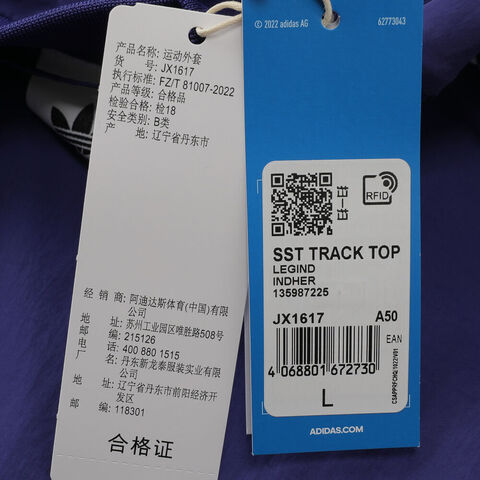 产品名称: 运动外套
货 号: JX1617
执行标准: FZ/T 81007-2022
产品等级: 合格品
检验合格: 检18
安全类别: B类
产 地: 辽宁省丹东市
经 销 商: 阿迪达斯体育(中国)有限
公司
地 址: 苏州工业园区唯胜路508号
邮 编: 215126
电 话: 400 880 1515
制 造 厂 商: 丹东新龙泰服装实业有限
公司
地 址: 辽宁省丹东市前阳经济开
发区
邮 编: 118301
合格证
© 2022 adidas AG
62773043
RFID
SST TRACK TOP
LEGIND
INDHER
135987225
JX1617 A50
EAN
4 068801 672730
L
ADIDAS.COM